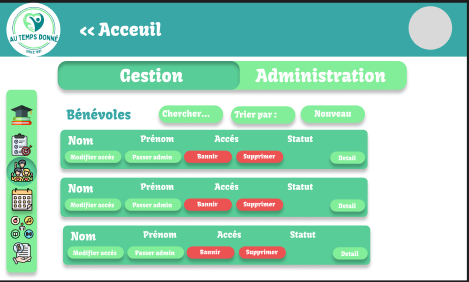 AU TEMPS DONNÉ
<< Acceuil
Gestion
Administration
Bénévoles
Chercher...
Trier par :
Nouveau
Nom
Prénom
Accés
Statut
Modifier accés
Passer admin
Bannir
Supprimer
Detail
Nom
Prénom
Accés
Statut
Modifier accés
Passer admin
Bannir
Supprimer
Detail
Nom
Prénom
Accés
Statut
Modifier accés
Passer admin
Bannir
Supprimer
Detail